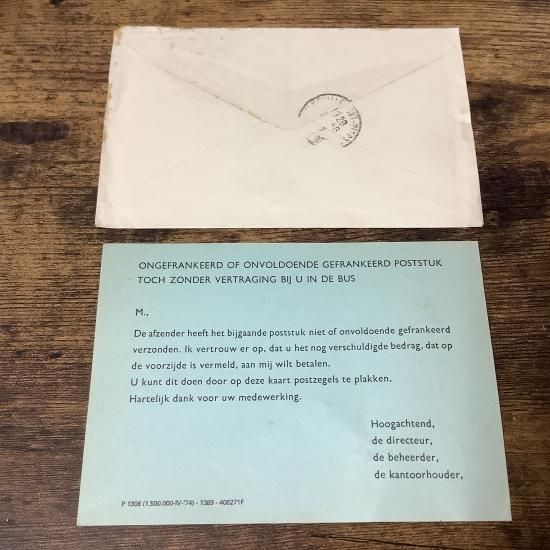 ONGEFRANKEERD OF ONVOLDOENDE GEFRANKEERD POSTSTUK
TOCH ZONDER VERTRAGING BIJ U IN DE BUS
M.,
De afzender heeft het bijgaande poststuk niet of onvoldoende gefrankeerd
verzonden. Ik vertrouw er op, dat u het nog verschuldigde bedrag, dat op
de voorzijde is vermeld, aan mij wilt betalen.
U kunt dit doen door op deze kaart postzegels te plakken.
Hartelijk dank voor uw medewerking.
Hoogachtend,
de directeur,
de beheerder,
de kantoorhouder,
P 1306 (1.500.000-IV-'74) - 1389 - 406271F